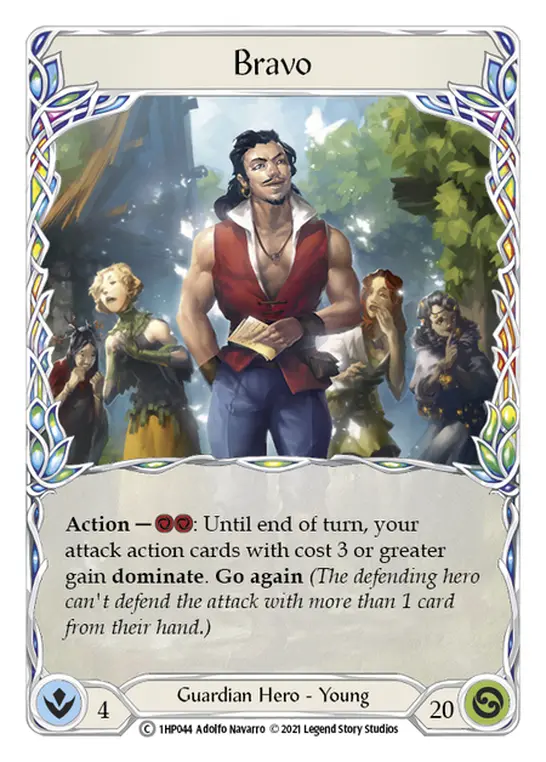 Bravo
Action — : Until end of turn, your
attack action cards with cost 3 or greater
gain dominate. Go again (The defending hero
can't defend the attack with more than 1 card
from their hand.)
4
Guardian Hero - Young
20
C 1HP044 Adolfo Navarro © 2021 Legend Story Studios